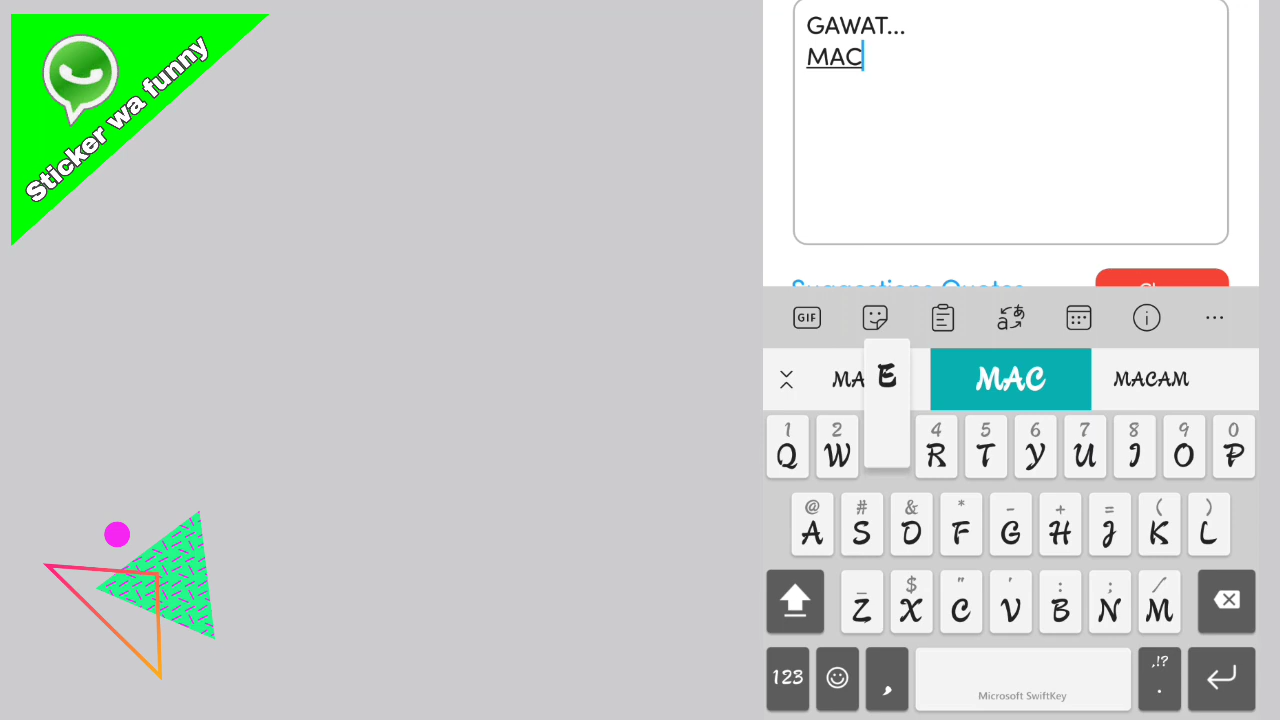 Sticker wa funny
GAWAT...
MAC
GIF
MAC
MACAM
E
1 2 4 5 6 7 8 9 0
Q W R T Y U I O P
@ # & * - + = ( )
A S D F G H J K L
_ $ " ' : ; /
Z X C V B N M
123 , Microsoft SwiftKey ,!? .